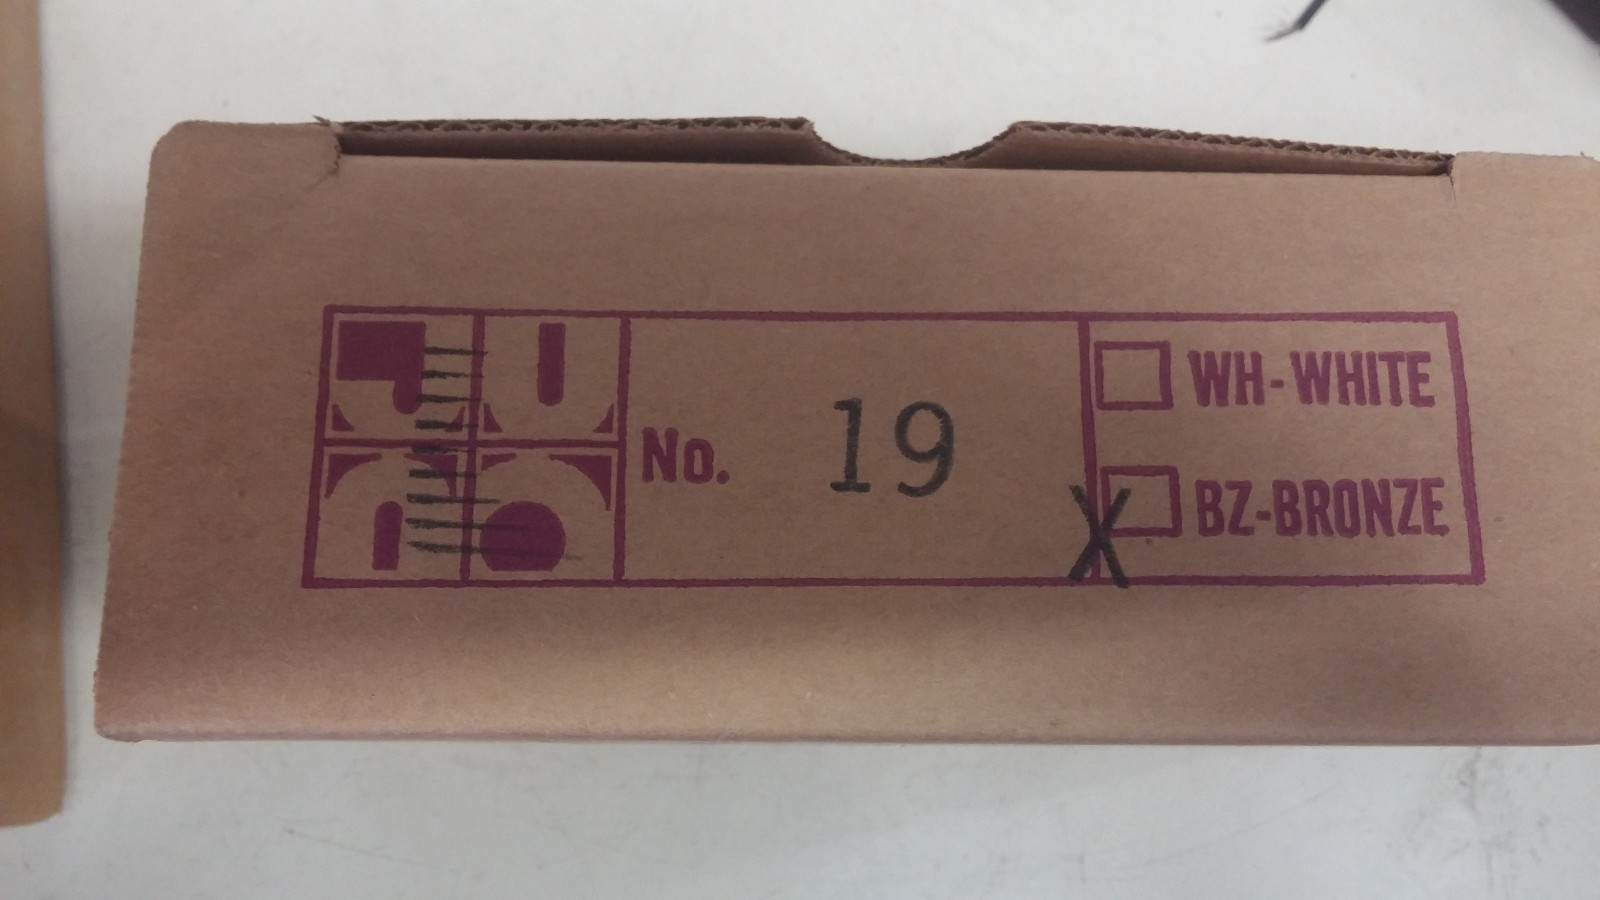 No. 19
WH-WHITE
X BZ-BRONZE